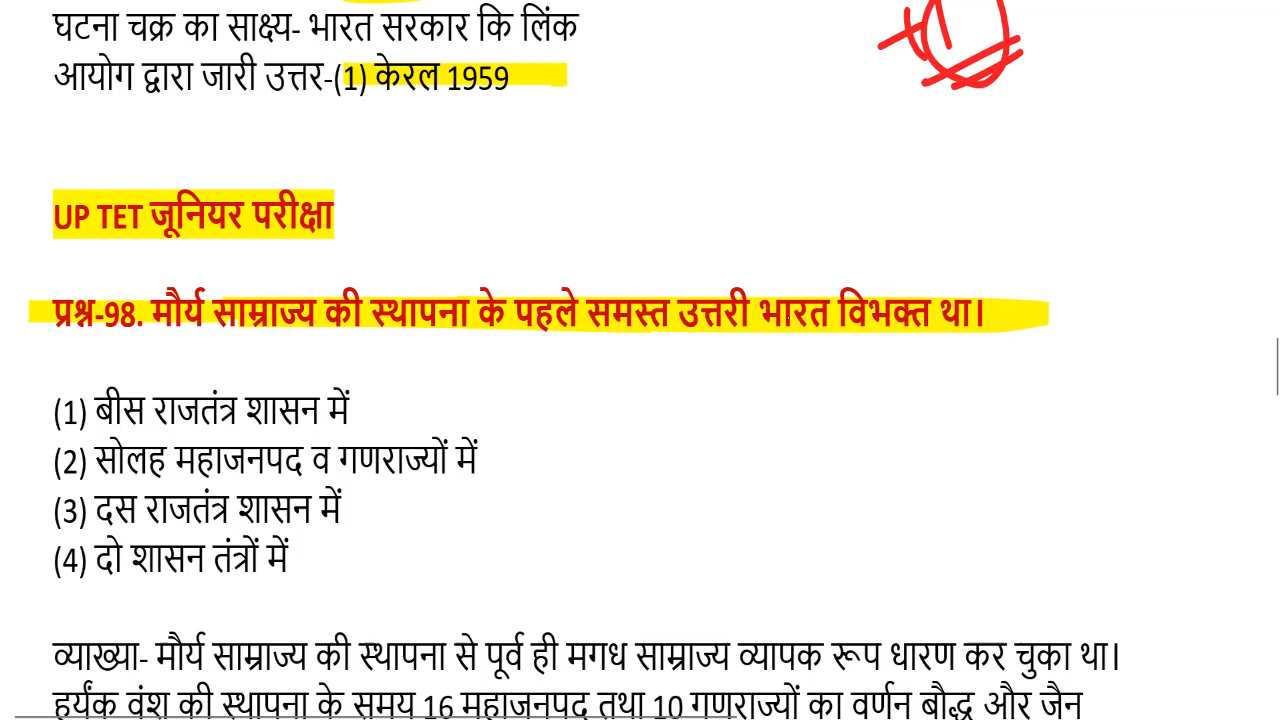 घटना चक्र का साक्ष्य- भारत सरकार कि लिंक
आयोग द्वारा जारी उत्तर-(1) केरल 1959
UP TET जूनियर परीक्षा
प्रश्न-98. मौर्य साम्राज्य की स्थापना के पहले समस्त उत्तरी भारत विभक्त था।
(1) बीस राजतंत्र शासन में
(2) सोलह महाजनपद व गणराज्यों में
(3) दस राजतंत्र शासन में
(4) दो शासन तंत्रों में
व्याख्या- मौर्य साम्राज्य की स्थापना से पूर्व ही मगध साम्राज्य व्यापक रूप धारण कर चुका था।
हर्यंक वंश की स्थापना के समय 16 महाजनपद तथा 10 गणराज्यों का वर्णन बौद्ध और जैन